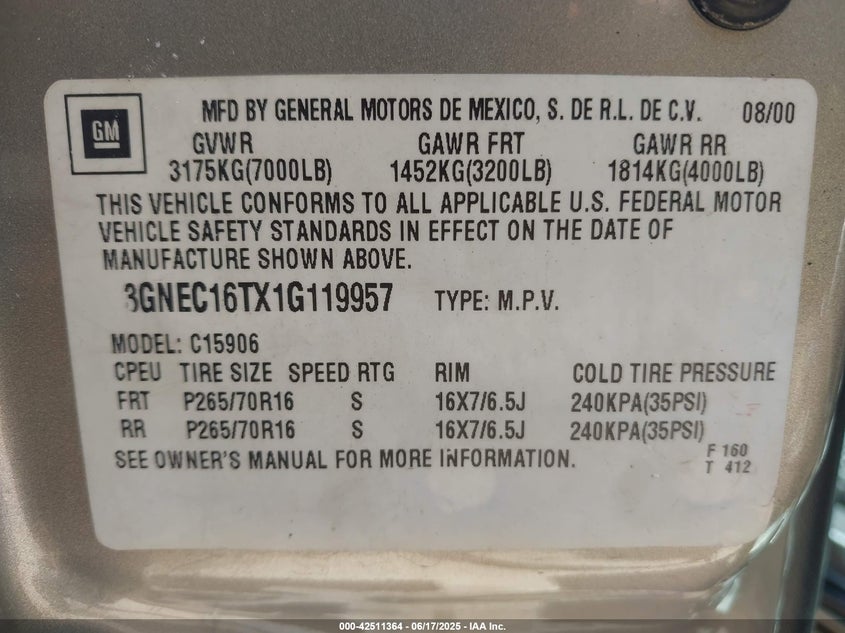 GM
MFD BY GENERAL MOTORS DE MEXICO, S. DE R.L. DE C.V. 08/00
GVWR GAWR FRT GAWR RR
3175KG(7000LB) 1452KG(3200LB) 1814KG(4000LB)
THIS VEHICLE CONFORMS TO ALL APPLICABLE U.S. FEDERAL MOTOR
VEHICLE SAFETY STANDARDS IN EFFECT ON THE DATE OF
MANUFACTURE SHOWN ABOVE.
3GNEC16TX1G119957 TYPE: M.P.V.
MODEL: C15906
CPEU TIRE SIZE SPEED RTG RIM COLD TIRE PRESSURE
FRT P265/70R16 S 16X7/6.5J 240KPA(35PSI)
RR P265/70R16 S 16X7/6.5J 240KPA(35PSI)
SEE OWNER'S MANUAL FOR MORE INFORMATION.
F 160
T 412
000-42511364 - 06/17/2025 - IAA Inc.